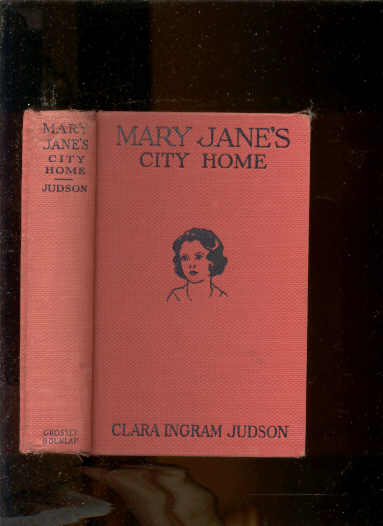 MARY
JANE'S
CITY
HOME
JUDSON
GROSSET
& DUNLAP
MARY JANE'S
CITY HOME
CLARA INGRAM JUDSON